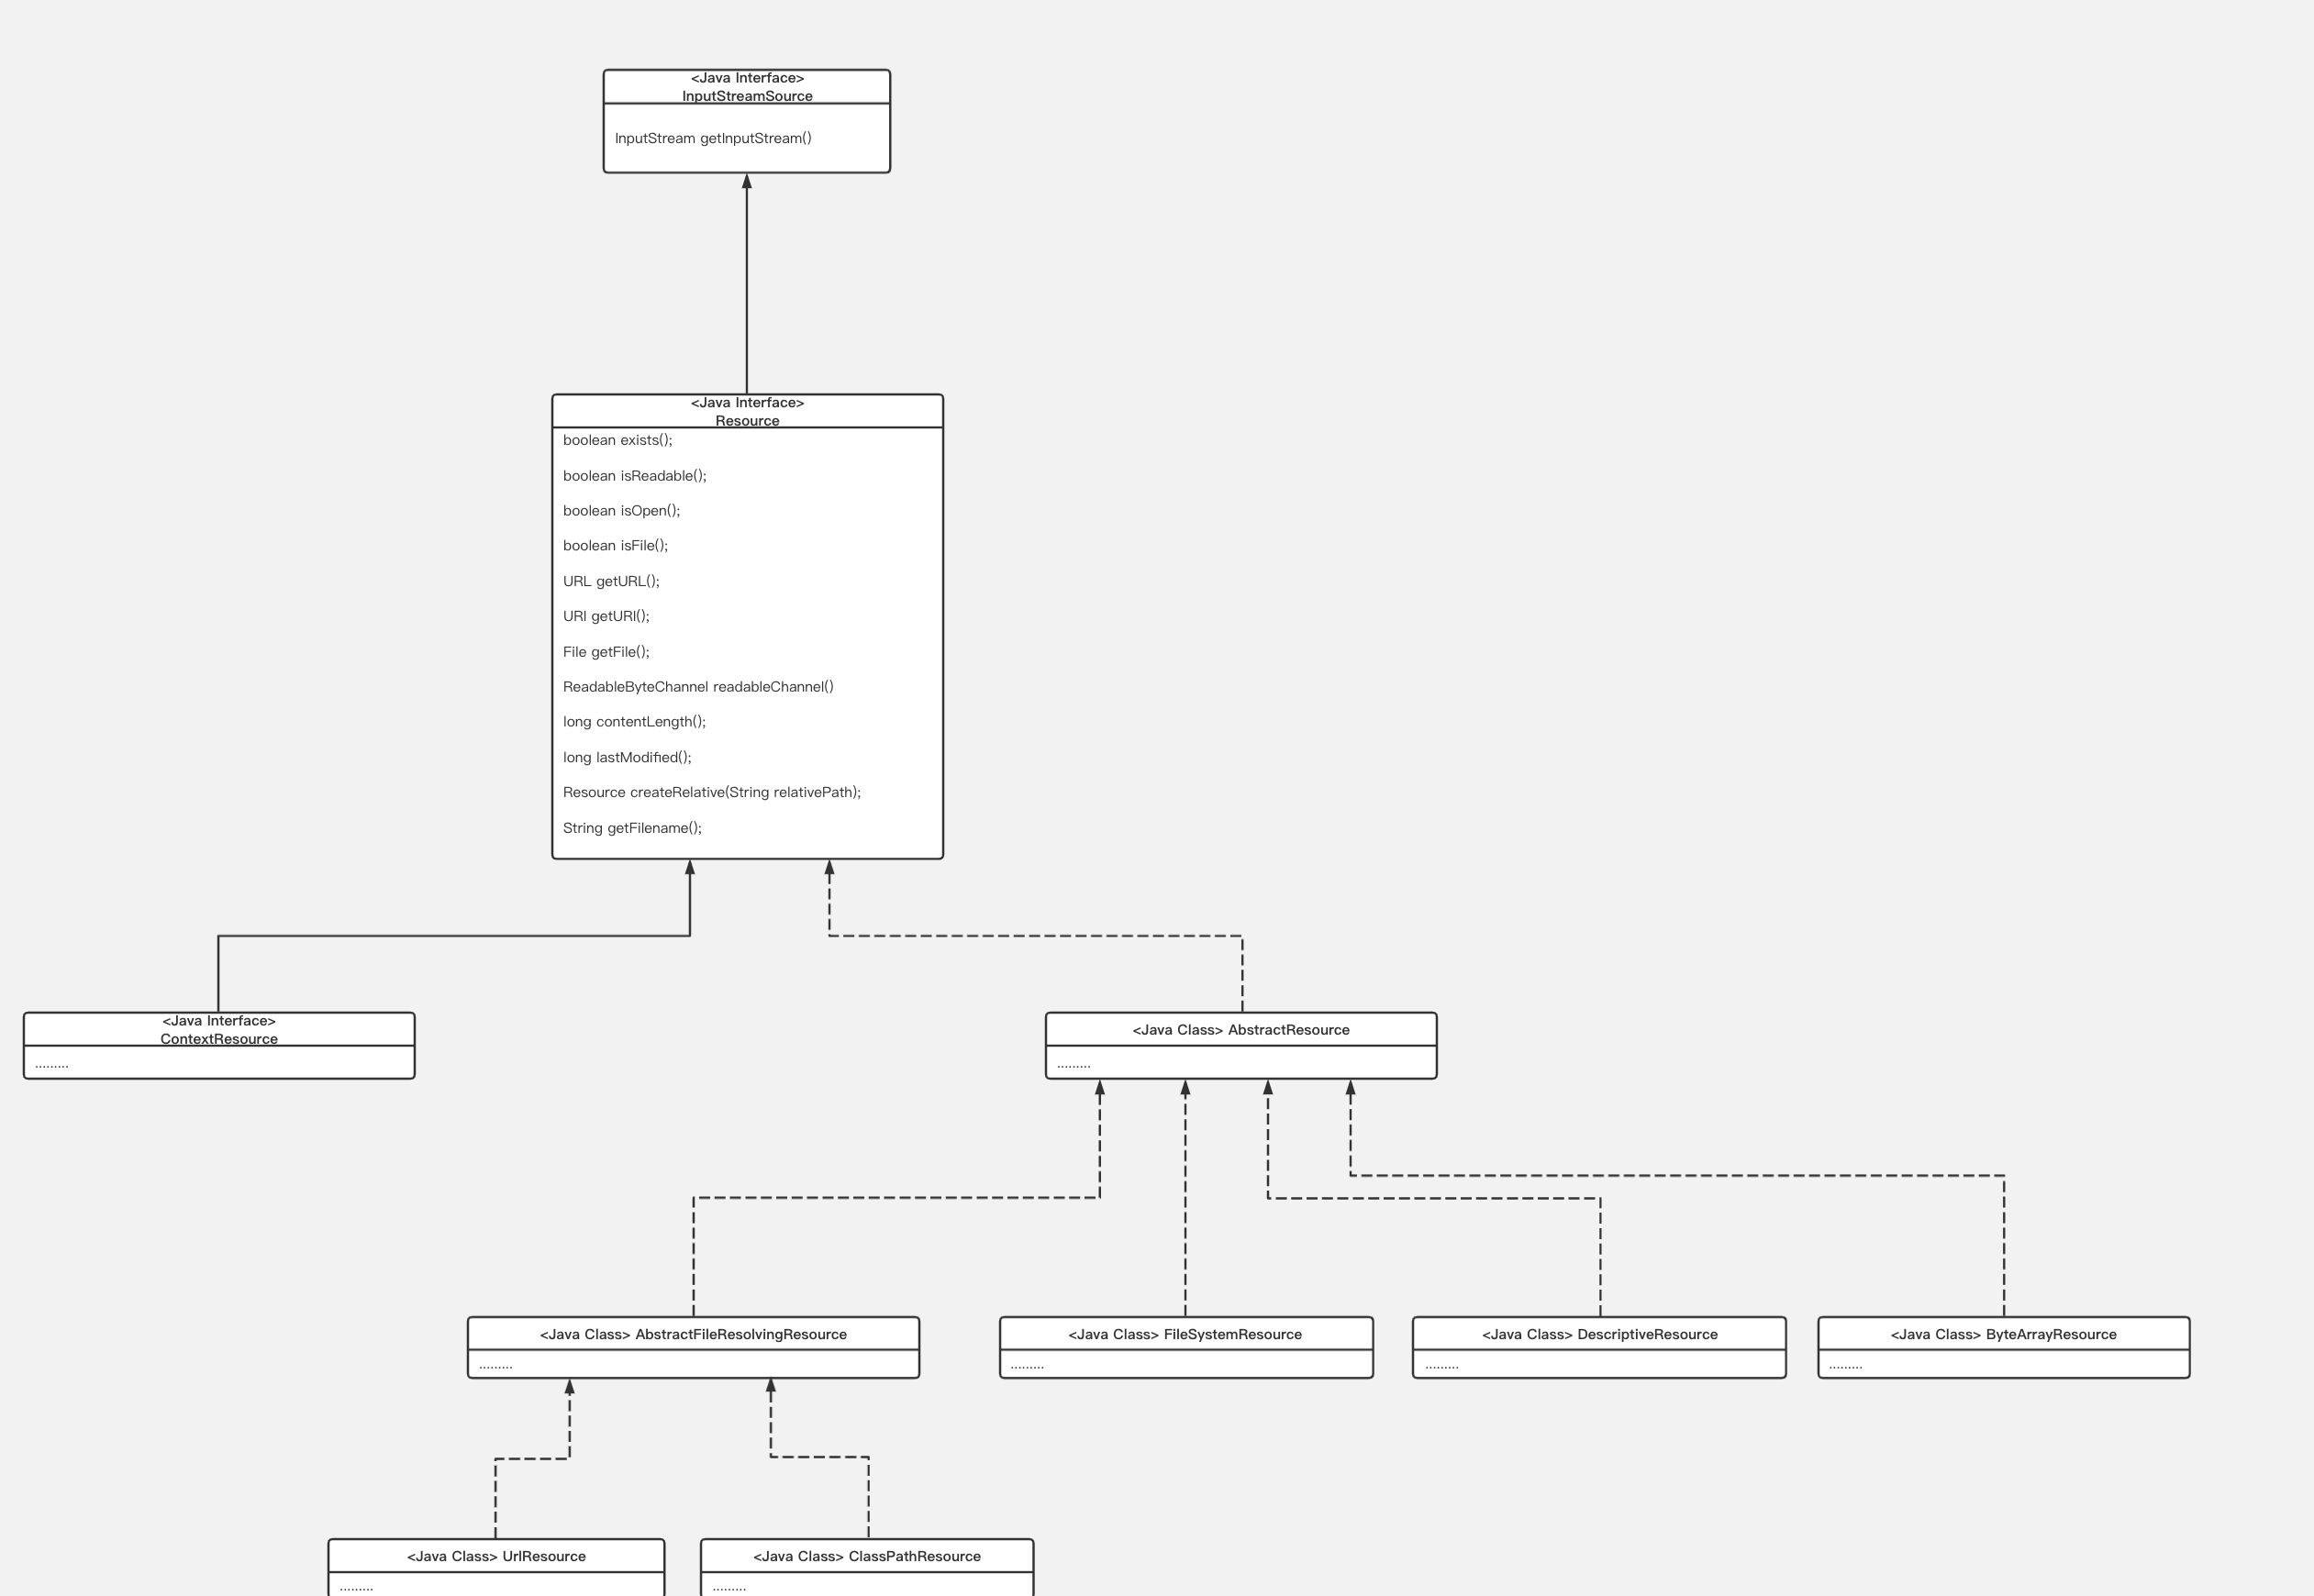 <Java Interface>
InputStreamSource
InputStream getInputStream()
<Java Interface>
Resource
boolean exists();
boolean isReadable();
boolean isOpen();
boolean isFile();
URL getURL();
URI getURI();
File getFile();
ReadableByteChannel readableChannel()
long contentLength();
long lastModified();
Resource createRelative(String relativePath);
String getFilename();
<Java Interface>
ContextResource
.........
<Java Class> AbstractResource
.........
<Java Class> AbstractFileResolvingResource
.........
<Java Class> FileSystemResource
.........
<Java Class> DescriptiveResource
.........
<Java Class> ByteArrayResource
.........
<Java Class> UrlResource
.........
<Java Class> ClassPathResource
.........